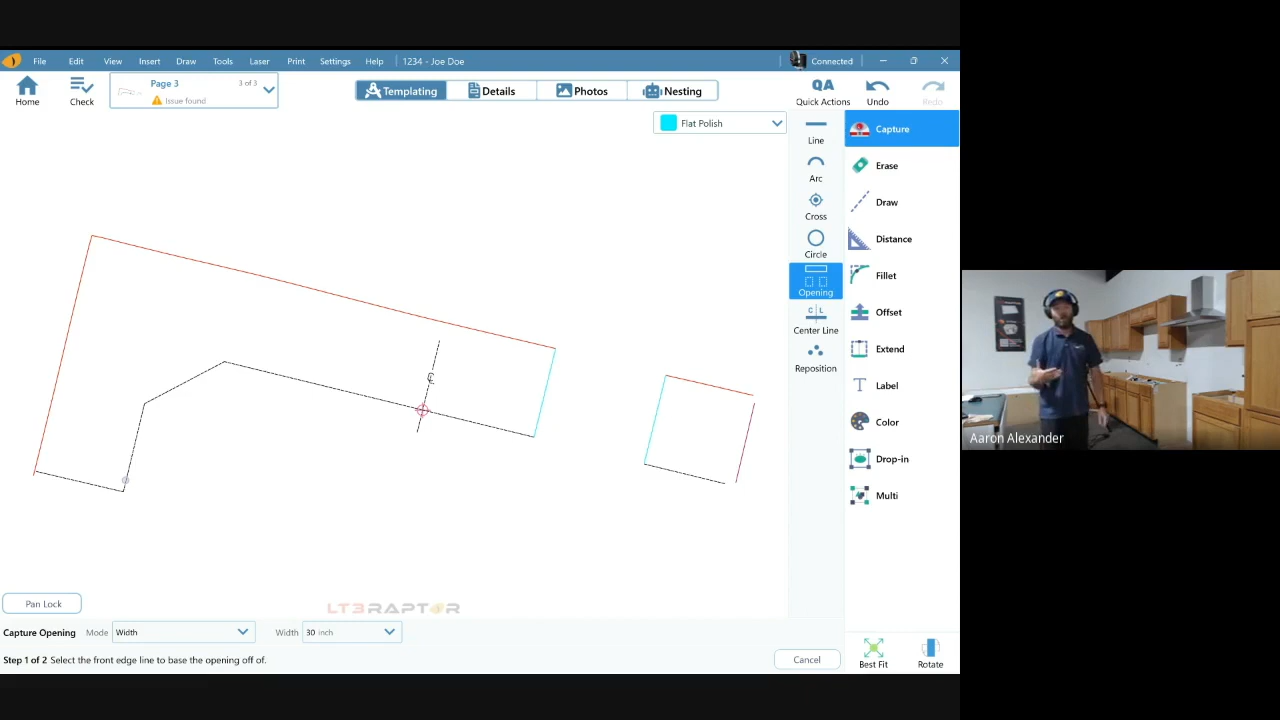 File Edit View Insert Draw Tools Laser Print Settings Help 1234 - Joe Doe Connected
Home
Check
Page 3
3 of 3
Issue found
Templating
Details
Photos
Nesting
QA
Quick Actions
Undo
Redo
Flat Polish
Line
Arc
Cross
Circle
Opening
C L
Center Line
Reposition
Capture
Erase
Draw
Distance
Fillet
Offset
Extend
Label
Color
Drop-in
Multi
Aaron Alexander
Pan Lock
LT3RAPTOR
Capture Opening Mode Width Width 30 inch
Step 1 of 2 Select the front edge line to base the opening off of.
Cancel
Best Fit
Rotate